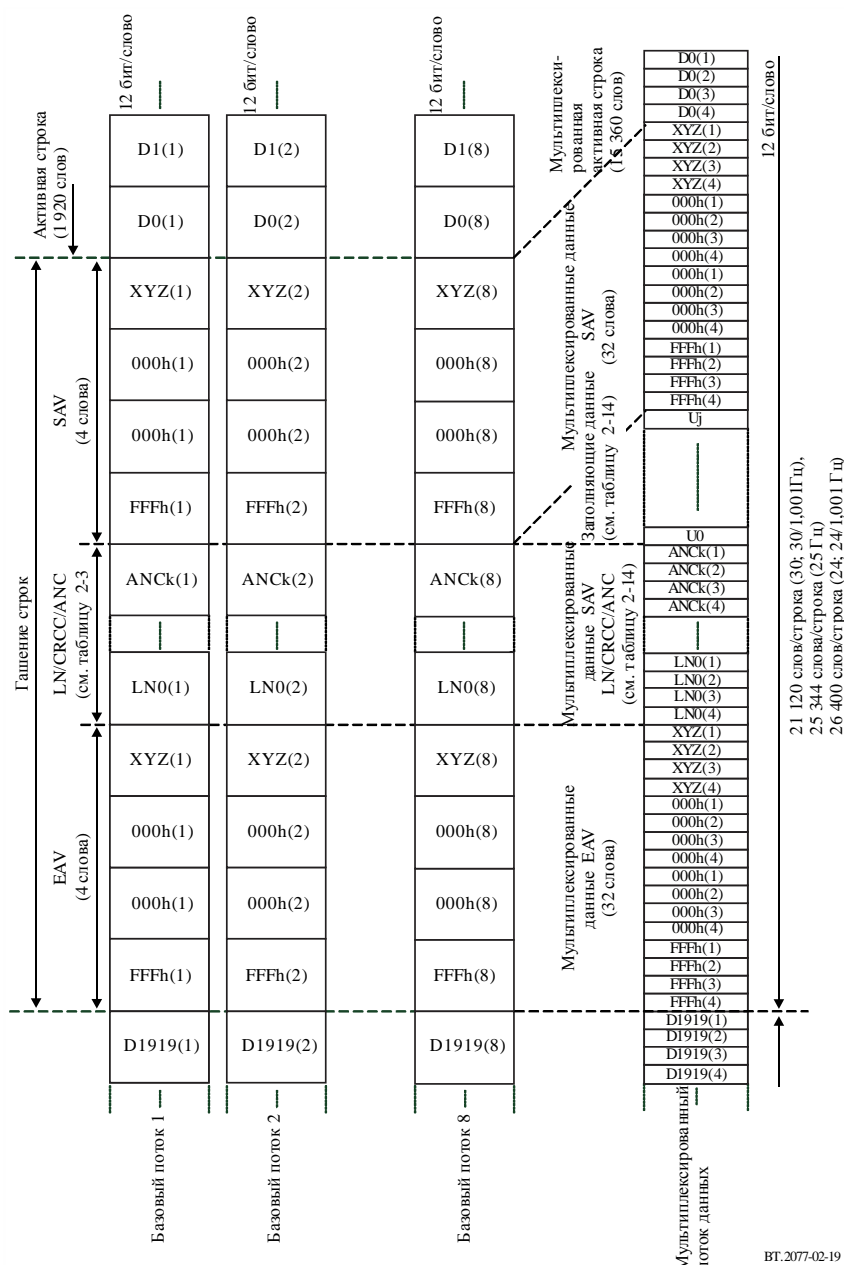 12 бит/слово
12 бит/слово
12 бит/слово
12 бит/слово
Активная строка
(1 920 слов)
Гашение строк
SAV
(4 слова)
LN/CRCC/ANC
(см. таблицу 2-3
EAV
(4 слова)
D1(1)
D0(1)
XYZ(1)
000h(1)
000h(1)
FFFh(1)
ANCk(1)
LN0(1)
XYZ(1)
000h(1)
000h(1)
FFFh(1)
D1919(1)
Базовый поток 1
D1(2)
D0(2)
XYZ(2)
000h(2)
000h(2)
FFFh(2)
ANCk(2)
LN0(2)
XYZ(2)
000h(2)
000h(2)
FFFh(2)
D1919(2)
Базовый поток 2
D1(8)
D0(8)
XYZ(8)
000h(8)
000h(8)
FFFh(8)
ANCk(8)
LN0(8)
XYZ(8)
000h(8)
000h(8)
FFFh(8)
D1919(8)
Базовый поток 8
Мультиплекси-
рованная
активная строка
(15 360 слов)
Мультиплексированные данные
SAV
(32 слова)
Заполняющие данные
(см. таблицу 2-14)
Мультиплексированные
данные SAV
LN/CRCC/ANC
(см. таблицу 2-14)
Мультиплексированные
данные EAV
(32 слова)
D0(1)
D0(2)
D0(3)
D0(4)
XYZ(1)
XYZ(2)
XYZ(3)
XYZ(4)
000h(1)
000h(2)
000h(3)
000h(4)
000h(1)
000h(2)
000h(3)
000h(4)
FFFh(1)
FFFh(2)
FFFh(3)
FFFh(4)
Uj
U0
ANCk(1)
ANCk(2)
ANCk(3)
ANCk(4)
LN0(1)
LN0(2)
LN0(3)
LN0(4)
XYZ(1)
XYZ(2)
XYZ(3)
XYZ(4)
000h(1)
000h(2)
000h(3)
000h(4)
000h(1)
000h(2)
000h(3)
000h(4)
FFFh(1)
FFFh(2)
FFFh(3)
FFFh(4)
D1919(1)
D1919(2)
D1919(3)
D1919(4)
Мультиплексированный
поток данных
21 120 слов/строка (30; 30/1,001Гц),
25 344 слова/строка (25 Гц)
26 400 слов/строка (24; 24/1,001 Гц)
BT.2077-02-19